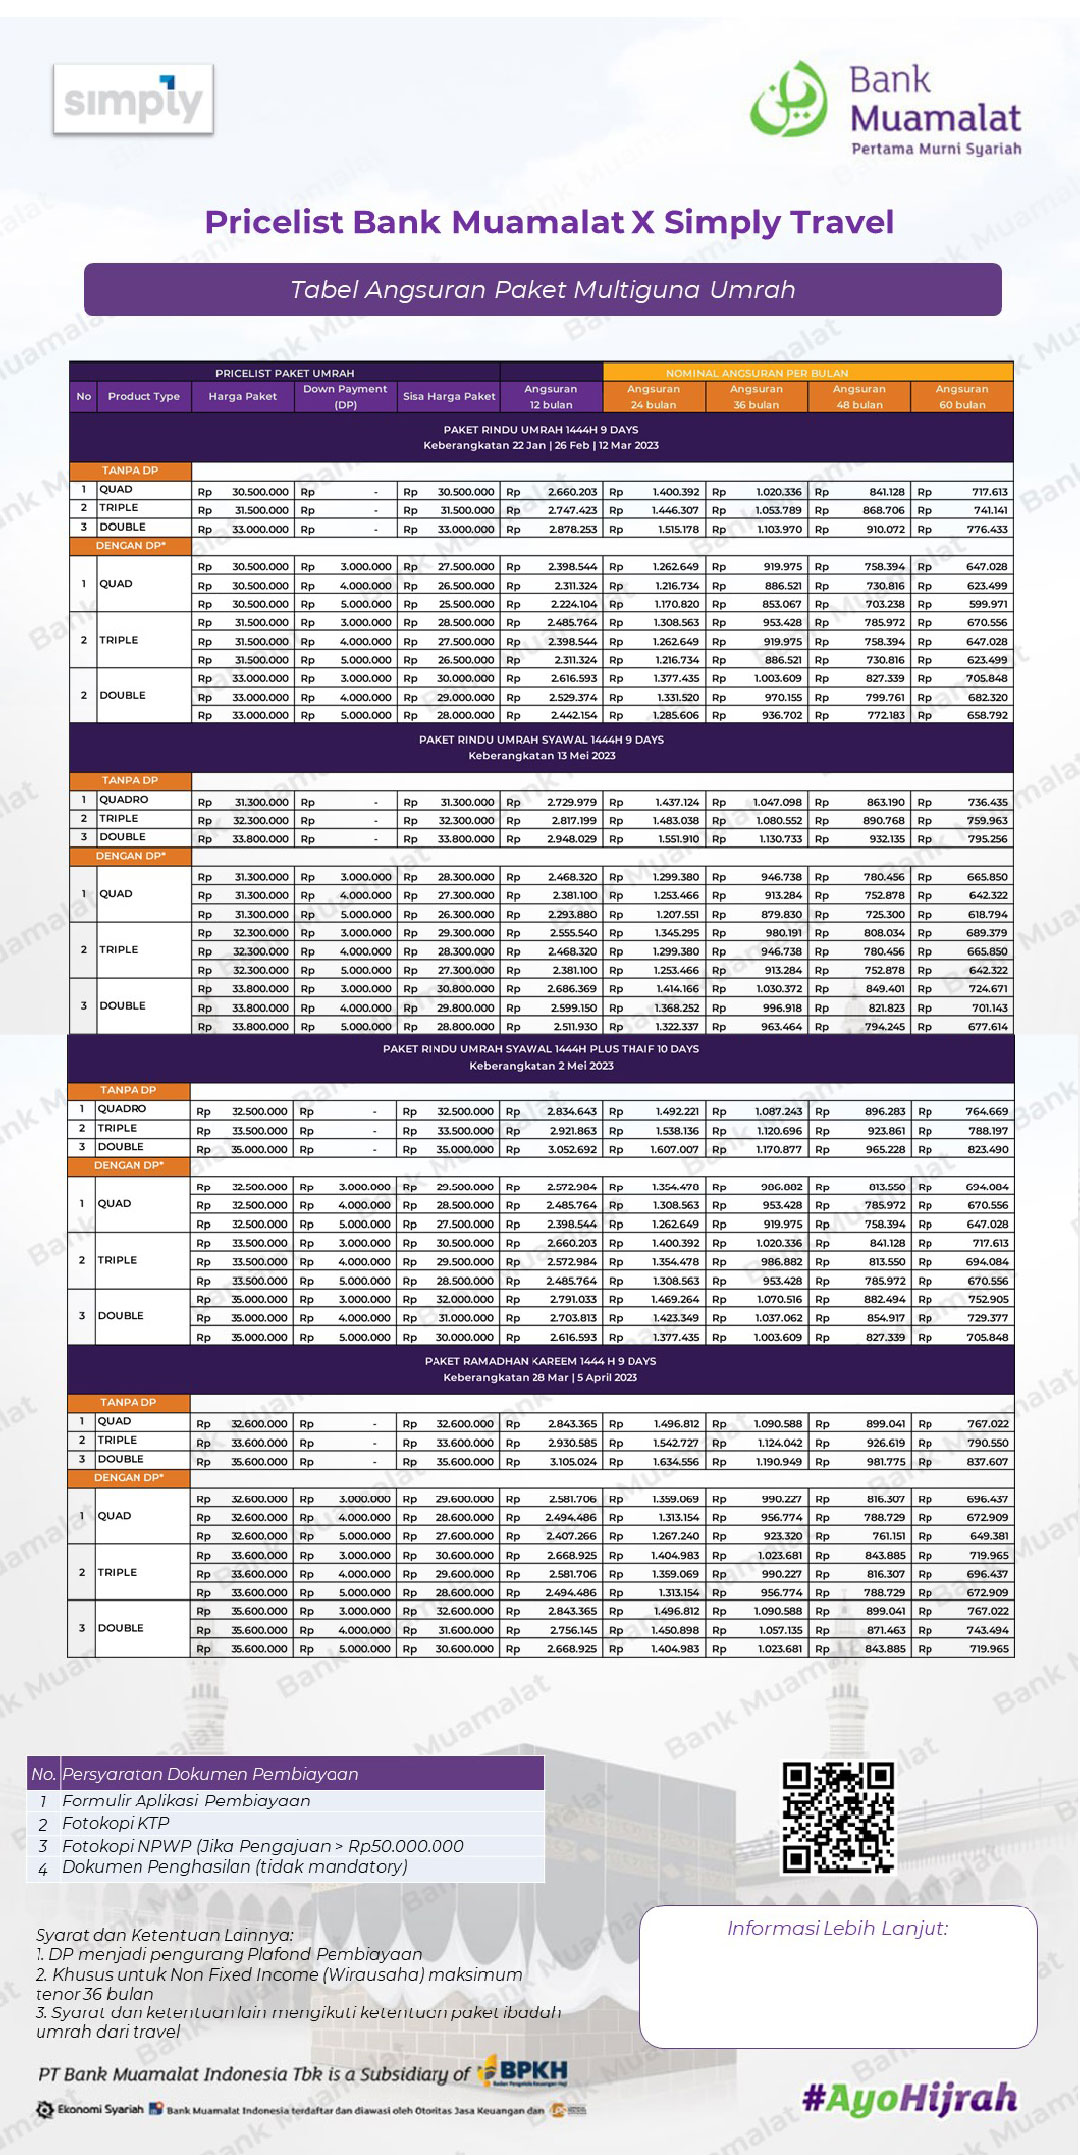 simply
Bank
Muamalat
Pertama Murni Syariah
Pricelist Bank Muamalat X Simply Travel
Tabel Angsuran Paket Multiguna Umrah
PRICELIST PAKET UMRAH NOMINAL ANGSURAN PER BULAN
No Product Type Harga Paket Down Payment (DP) Sisa Harga Paket Angsuran 12 bulan Angsuran 24 bulan Angsuran 36 bulan Angsuran 48 bulan Angsuran 60 bulan
PAKET RINDU UMRAH 1444H 9 DAYS
Keberangkatan 22 Jan | 26 Feb | 12 Mar 2023
TANPA DP
1 QUAD Rp 30.500.000 Rp - Rp 30.500.000 Rp 2.660.203 Rp 1.400.392 Rp 1.020.336 Rp 841.128 Rp 717.613
2 TRIPLE Rp 31.500.000 Rp - Rp 31.500.000 Rp 2.747.423 Rp 1.446.307 Rp 1.053.789 Rp 868.706 Rp 741.141
3 DOUBLE Rp 33.000.000 Rp - Rp 33.000.000 Rp 2.878.253 Rp 1.515.178 Rp 1.103.970 Rp 910.072 Rp 776.433
DENGAN DP*
1 QUAD Rp 30.500.000 Rp 3.000.000 Rp 27.500.000 Rp 2.398.544 Rp 1.262.649 Rp 919.975 Rp 758.394 Rp 647.028
Rp 30.500.000 Rp 4.000.000 Rp 26.500.000 Rp 2.311.324 Rp 1.216.734 Rp 886.521 Rp 730.816 Rp 623.499
Rp 30.500.000 Rp 5.000.000 Rp 25.500.000 Rp 2.224.104 Rp 1.170.820 Rp 853.067 Rp 703.238 Rp 599.971
2 TRIPLE Rp 31.500.000 Rp 3.000.000 Rp 28.500.000 Rp 2.485.764 Rp 1.308.563 Rp 953.428 Rp 785.972 Rp 670.556
Rp 31.500.000 Rp 4.000.000 Rp 27.500.000 Rp 2.398.544 Rp 1.262.649 Rp 919.975 Rp 758.394 Rp 647.028
Rp 31.500.000 Rp 5.000.000 Rp 26.500.000 Rp 2.311.324 Rp 1.216.734 Rp 886.521 Rp 730.816 Rp 623.499
2 DOUBLE Rp 33.000.000 Rp 3.000.000 Rp 30.000.000 Rp 2.616.593 Rp 1.377.435 Rp 1.003.609 Rp 827.339 Rp 705.848
Rp 33.000.000 Rp 4.000.000 Rp 29.000.000 Rp 2.529.374 Rp 1.331.520 Rp 970.155 Rp 799.761 Rp 682.320
Rp 33.000.000 Rp 5.000.000 Rp 28.000.000 Rp 2.442.154 Rp 1.285.606 Rp 936.702 Rp 772.183 Rp 658.792
PAKET RINDU UMRAH SYAWAL 1444H 9 DAYS
Keberangkatan 13 Mei 2023
TANPA DP
1 QUADRO Rp 31.300.000 Rp - Rp 31.300.000 Rp 2.729.979 Rp 1.437.124 Rp 1.047.098 Rp 863.190 Rp 736.435
2 TRIPLE Rp 32.300.000 Rp - Rp 32.300.000 Rp 2.817.199 Rp 1.483.038 Rp 1.080.552 Rp 890.768 Rp 759.963
3 DOUBLE Rp 33.800.000 Rp - Rp 33.800.000 Rp 2.948.029 Rp 1.551.910 Rp 1.130.733 Rp 932.135 Rp 795.256
DENGAN DP*
1 QUAD Rp 31.300.000 Rp 3.000.000 Rp 28.300.000 Rp 2.468.320 Rp 1.299.380 Rp 946.738 Rp 780.456 Rp 665.850
Rp 31.300.000 Rp 4.000.000 Rp 27.300.000 Rp 2.381.100 Rp 1.253.466 Rp 913.284 Rp 752.878 Rp 642.322
Rp 31.300.000 Rp 5.000.000 Rp 26.300.000 Rp 2.293.880 Rp 1.207.551 Rp 879.830 Rp 725.300 Rp 618.794
2 TRIPLE Rp 32.300.000 Rp 3.000.000 Rp 29.300.000 Rp 2.555.540 Rp 1.345.295 Rp 980.191 Rp 808.034 Rp 689.379
Rp 32.300.000 Rp 4.000.000 Rp 28.300.000 Rp 2.468.320 Rp 1.299.380 Rp 946.738 Rp 780.456 Rp 665.850
Rp 32.300.000 Rp 5.000.000 Rp 27.300.000 Rp 2.381.100 Rp 1.253.466 Rp 913.284 Rp 752.878 Rp 642.322
3 DOUBLE Rp 33.800.000 Rp 3.000.000 Rp 30.800.000 Rp 2.686.369 Rp 1.414.166 Rp 1.030.372 Rp 849.401 Rp 724.671
Rp 33.800.000 Rp 4.000.000 Rp 29.800.000 Rp 2.599.150 Rp 1.368.252 Rp 996.918 Rp 821.823 Rp 701.143
Rp 33.800.000 Rp 5.000.000 Rp 28.800.000 Rp 2.511.930 Rp 1.322.337 Rp 963.464 Rp 794.245 Rp 677.614
PAKET RINDU UMRAH SYAWAL 1444H PLUS THAIF 10 DAYS
Keberangkatan 2 Mei 2023
TANPA DP
1 QUADRO Rp 32.500.000 Rp - Rp 32.500.000 Rp 2.834.643 Rp 1.492.221 Rp 1.087.243 Rp 896.283 Rp 764.669
2 TRIPLE Rp 33.500.000 Rp - Rp 33.500.000 Rp 2.921.863 Rp 1.538.136 Rp 1.120.696 Rp 923.861 Rp 788.197
3 DOUBLE Rp 35.000.000 Rp - Rp 35.000.000 Rp 3.052.692 Rp 1.607.007 Rp 1.170.877 Rp 965.228 Rp 823.490
DENGAN DP*
1 QUAD Rp 32.500.000 Rp 3.000.000 Rp 29.500.000 Rp 2.572.984 Rp 1.354.478 Rp 986.882 Rp 813.550 Rp 694.084
Rp 32.500.000 Rp 4.000.000 Rp 28.500.000 Rp 2.485.764 Rp 1.308.563 Rp 953.428 Rp 785.972 Rp 670.556
Rp 32.500.000 Rp 5.000.000 Rp 27.500.000 Rp 2.398.544 Rp 1.262.649 Rp 919.975 Rp 758.394 Rp 647.028
2 TRIPLE Rp 33.500.000 Rp 3.000.000 Rp 30.500.000 Rp 2.660.203 Rp 1.400.392 Rp 1.020.336 Rp 841.128 Rp 717.613
Rp 33.500.000 Rp 4.000.000 Rp 29.500.000 Rp 2.572.984 Rp 1.354.478 Rp 986.882 Rp 813.550 Rp 694.084
Rp 33.500.000 Rp 5.000.000 Rp 28.500.000 Rp 2.485.764 Rp 1.308.563 Rp 953.428 Rp 785.972 Rp 670.556
3 DOUBLE Rp 35.000.000 Rp 3.000.000 Rp 32.000.000 Rp 2.791.033 Rp 1.469.264 Rp 1.070.516 Rp 882.494 Rp 752.905
Rp 35.000.000 Rp 4.000.000 Rp 31.000.000 Rp 2.703.813 Rp 1.423.349 Rp 1.037.062 Rp 854.917 Rp 729.377
Rp 35.000.000 Rp 5.000.000 Rp 30.000.000 Rp 2.616.593 Rp 1.377.435 Rp 1.003.609 Rp 827.339 Rp 705.848
PAKET RAMADHAN KAREEM 1444 H 9 DAYS
Keberangkatan 28 Mar | 5 April 2023
TANPA DP
1 QUAD Rp 32.600.000 Rp - Rp 32.600.000 Rp 2.843.365 Rp 1.496.812 Rp 1.090.588 Rp 899.041 Rp 767.022
2 TRIPLE Rp 33.600.000 Rp - Rp 33.600.000 Rp 2.930.585 Rp 1.542.727 Rp 1.124.042 Rp 926.619 Rp 790.550
3 DOUBLE Rp 35.600.000 Rp - Rp 35.600.000 Rp 3.105.024 Rp 1.634.556 Rp 1.190.949 Rp 981.775 Rp 837.607
DENGAN DP*
1 QUAD Rp 32.600.000 Rp 3.000.000 Rp 29.600.000 Rp 2.581.706 Rp 1.359.069 Rp 990.227 Rp 816.307 Rp 696.437
Rp 32.600.000 Rp 4.000.000 Rp 28.600.000 Rp 2.494.486 Rp 1.313.154 Rp 956.774 Rp 788.729 Rp 672.909
Rp 32.600.000 Rp 5.000.000 Rp 27.600.000 Rp 2.407.266 Rp 1.267.240 Rp 923.320 Rp 761.151 Rp 649.381
2 TRIPLE Rp 33.600.000 Rp 3.000.000 Rp 30.600.000 Rp 2.668.925 Rp 1.404.983 Rp 1.023.681 Rp 843.885 Rp 719.965
Rp 33.600.000 Rp 4.000.000 Rp 29.600.000 Rp 2.581.706 Rp 1.359.069 Rp 990.227 Rp 816.307 Rp 696.437
Rp 33.600.000 Rp 5.000.000 Rp 28.600.000 Rp 2.494.486 Rp 1.313.154 Rp 956.774 Rp 788.729 Rp 672.909
3 DOUBLE Rp 35.600.000 Rp 3.000.000 Rp 32.600.000 Rp 2.843.365 Rp 1.496.812 Rp 1.090.588 Rp 899.041 Rp 767.022
Rp 35.600.000 Rp 4.000.000 Rp 31.600.000 Rp 2.756.145 Rp 1.450.898 Rp 1.057.135 Rp 871.463 Rp 743.494
Rp 35.600.000 Rp 5.000.000 Rp 30.600.000 Rp 2.668.925 Rp 1.404.983 Rp 1.023.681 Rp 843.885 Rp 719.965
No. Persyaratan Dokumen Pembiayaan
1 Formulir Aplikasi Pembiayaan
2 Fotokopi KTP
3 Fotokopi NPWP (Jika Pengajuan > Rp50.000.000
4 Dokumen Penghasilan (tidak mandatory)
Syarat dan Ketentuan Lainnya:
1. DP menjadi pengurang Plafond Pembiayaan
2. Khusus untuk Non Fixed Income (Wirausaha) maksimum
tenor 36 bulan
3. Syarat dan ketentuan lain mengikuti ketentuan paket ibadah
umrah dari travel
Informasi Lebih Lanjut:
PT Bank Muamalat Indonesia Tbk is a Subsidiary of BPKH
Ekonomi Syariah Bank Muamalat Indonesia terdaftar dan diawasi oleh Otoritas Jasa Keuangan dan
#AyoHijrah